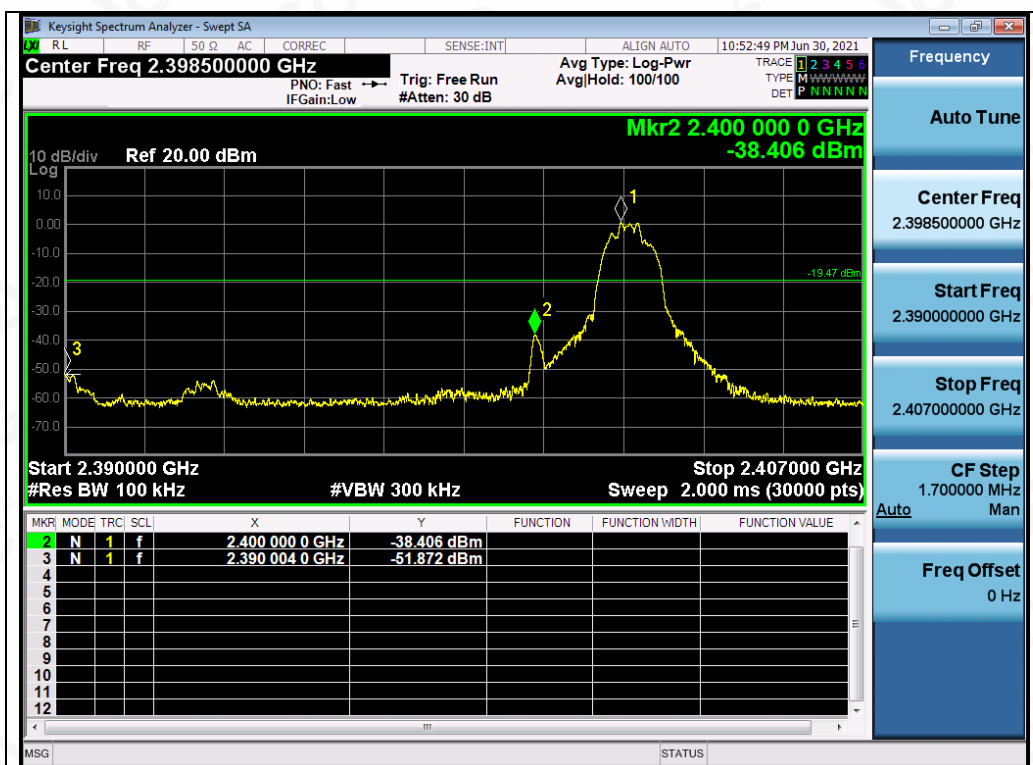 Keysight Spectrum Analyzer - Swept SA
LXI RL RF 50 Ω AC CORREC SENSE:INT ALIGN AUTO 10:52:49 PM Jun 30, 2021
Center Freq 2.398500000 GHz
PNO: Fast
IFGain:Low
Trig: Free Run
#Atten: 30 dB
Avg Type: Log-Pwr
Avg|Hold: 100/100
TRACE 1 2 3 4 5 6
TYPE M WWWWW
DET P N N N N N
Mkr2 2.400 000 0 GHz
-38.406 dBm
10 dB/div Ref 20.00 dBm
Log
10.0
0.00
-10.0
-20.0
-30.0
-40.0
-50.0
-60.0
-70.0
1
-19.47 dBm
2
3
Start 2.390000 GHz Stop 2.407000 GHz
#Res BW 100 kHz #VBW 300 kHz Sweep 2.000 ms (30000 pts)
MKR MODE TRC SCL X Y FUNCTION FUNCTION WIDTH FUNCTION VALUE
2 N 1 f 2.400 000 0 GHz -38.406 dBm
3 N 1 f 2.390 004 0 GHz -51.872 dBm
4
5
6
7
8
9
10
11
12
MSG STATUS
Frequency
Auto Tune
Center Freq
2.398500000 GHz
Start Freq
2.390000000 GHz
Stop Freq
2.407000000 GHz
CF Step
1.700000 MHz
Auto Man
Freq Offset
0 Hz